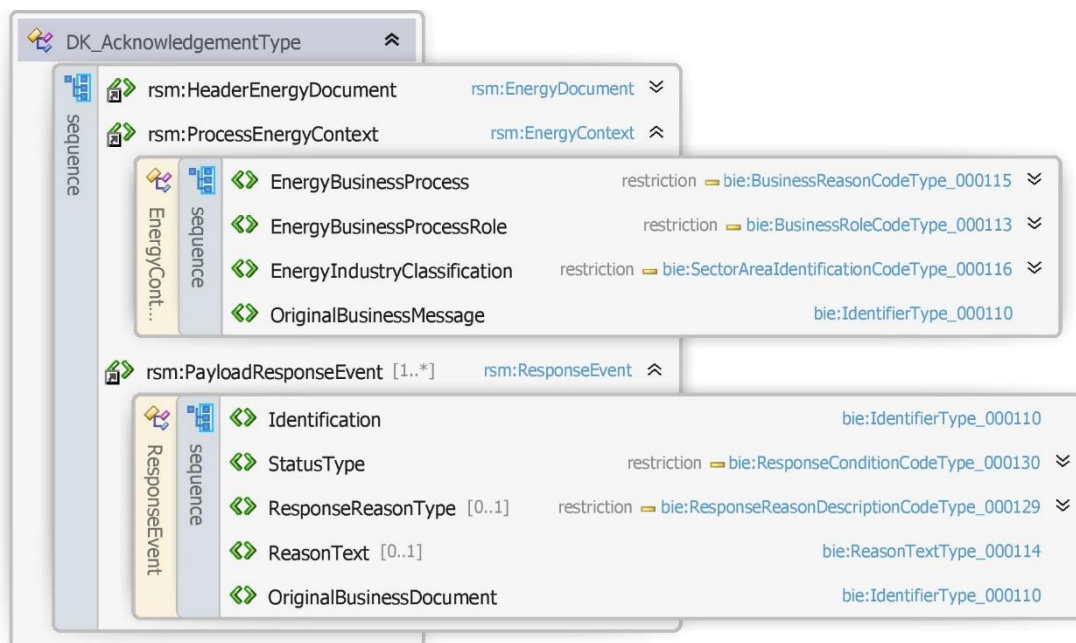 DK_AcknowledgementType
sequence
rsm:HeaderEnergyDocument rsm:EnergyDocument
rsm:ProcessEnergyContext rsm:EnergyContext
EnergyCont...
sequence
EnergyBusinessProcess restriction bie:BusinessReasonCodeType_000115
EnergyBusinessProcessRole restriction bie:BusinessRoleCodeType_000113
EnergyIndustryClassification restriction bie:SectorAreaIdentificationCodeType_000116
OriginalBusinessMessage bie:IdentifierType_000110
rsm:PayloadResponseEvent [1..*] rsm:ResponseEvent
ResponseEvent
sequence
Identification bie:IdentifierType_000110
StatusType restriction bie:ResponseConditionCodeType_000130
ResponseReasonType [0..1] restriction bie:ResponseReasonDescriptionCodeType_000129
ReasonText [0..1] bie:ReasonTextType_000114
OriginalBusinessDocument bie:IdentifierType_000110